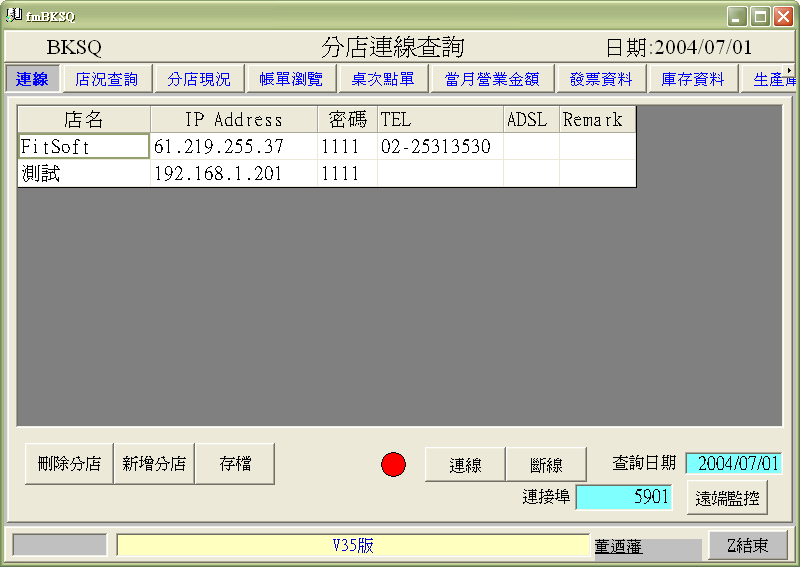 fmBKSQ
BKSQ 分店連線查詢 日期:2004/07/01
連線 店況查詢 分店現況 帳單瀏覽 桌次點單 當月營業金額 發票資料 庫存資料 生產庫
店名 IP Address 密碼 TEL ADSL Remark
FitSoft 61.219.255.37 1111 02-25313530
測試 192.168.1.201 1111
刪除分店 新增分店 存檔 連線 斷線 查詢日期 2004/07/01
連接埠 5901 遠端監控
V35版 董迺藩 Z結束